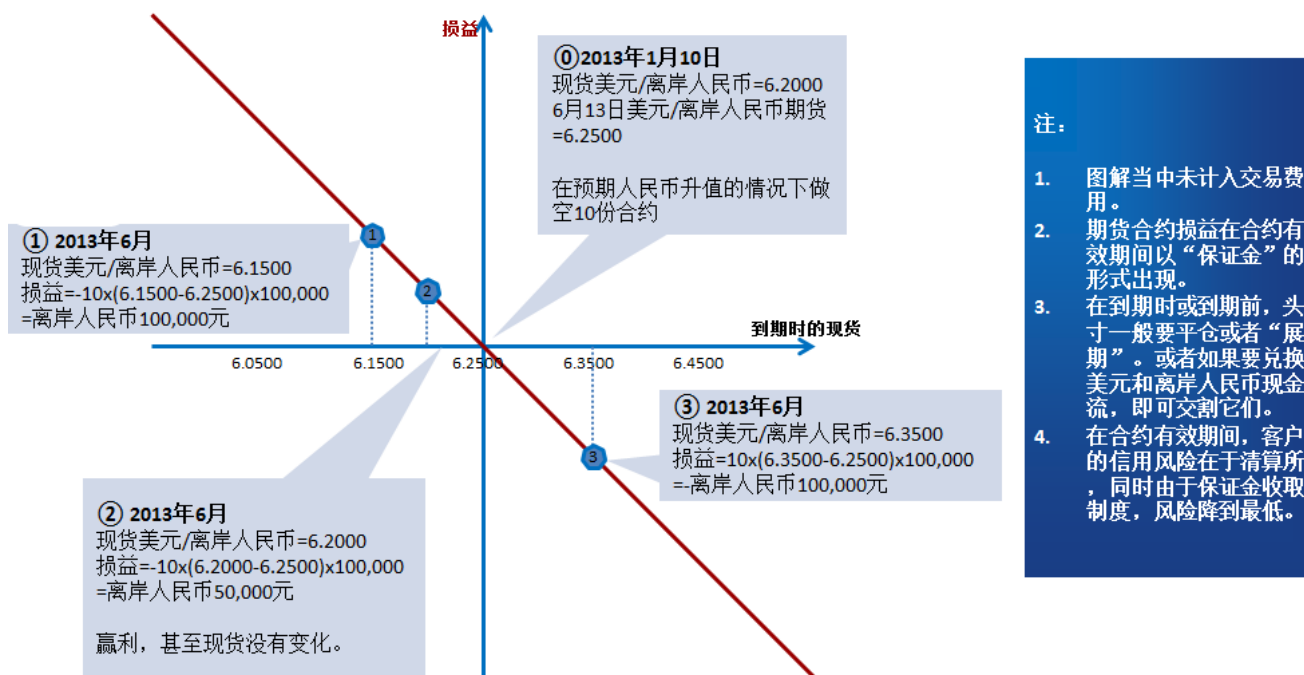 损益
⓪2013年1月10日
现货美元/离岸人民币=6.2000
6月13日美元/离岸人民币期货
=6.2500
在预期人民币升值的情况下做
空10份合约
① 2013年6月
现货美元/离岸人民币=6.1500
损益=-10x(6.1500-6.2500)x100,000
=离岸人民币100,000元
1
2
到期时的现货
6.0500
6.1500
6.2500
6.3500
6.4500
③ 2013年6月
现货美元/离岸人民币=6.3500
损益=10x(6.3500-6.2500)x100,000
=-离岸人民币100,000元
3
② 2013年6月
现货美元/离岸人民币=6.2000
损益=-10x(6.2000-6.2500)x100,000
=离岸人民币50,000元
赢利，甚至现货没有变化。
注：
1. 图解当中未计入交易费
用。
2. 期货合约损益在合约有
效期间以“保证金”的
形式出现。
3. 在到期时或到期前，头
寸一般要平仓或者“展
期”。或者如果要兑换
美元和离岸人民币现金
流，即可交割它们。
4. 在合约有效期间，客户
的信用风险在于清算所
，同时由于保证金收取
制度，风险降到最低。